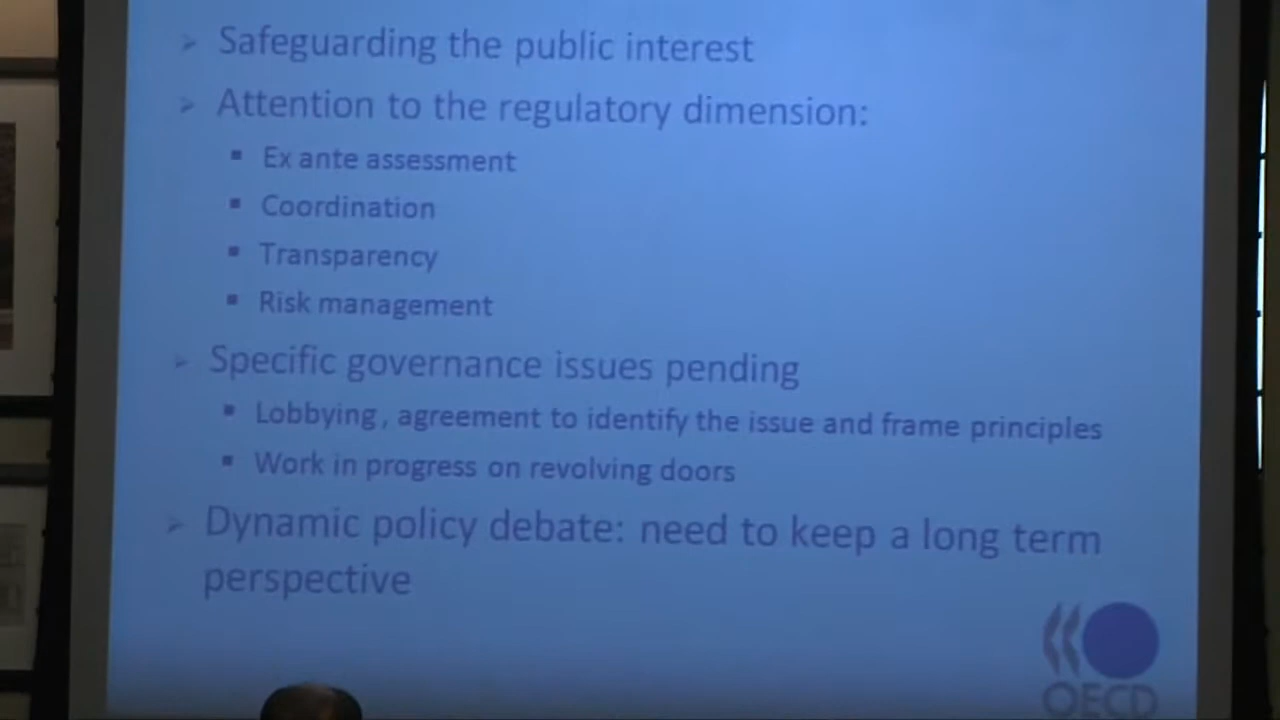 Safeguarding the public interest
Attention to the regulatory dimension:
Ex ante assessment
Coordination
Transparency
Risk management
Specific governance issues pending
Lobbying, agreement to identify the issue and frame principles
Work in progress on revolving doors
Dynamic policy debate: need to keep a long term
perspective
OECD